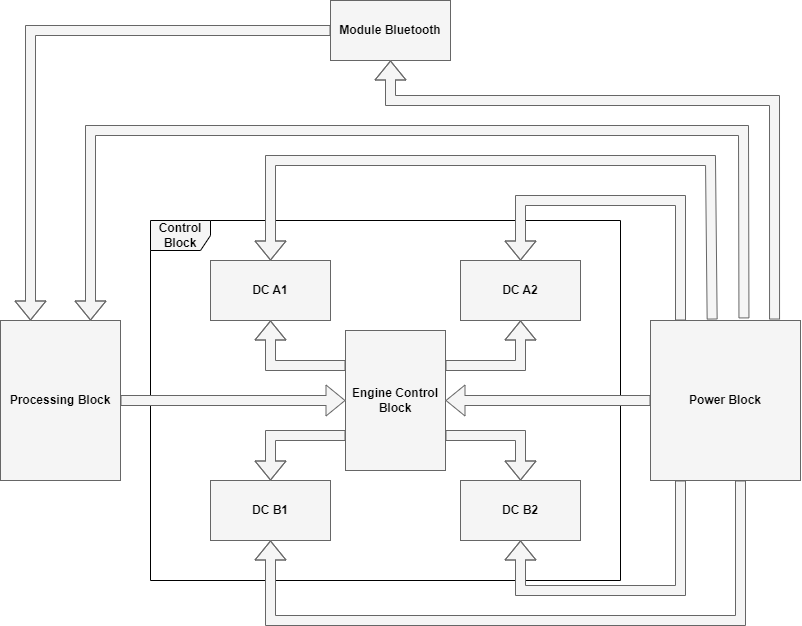 Module Bluetooth
Control
Block
DC A1
DC A2
Processing Block
Engine Control
Block
Power Block
DC B1
DC B2